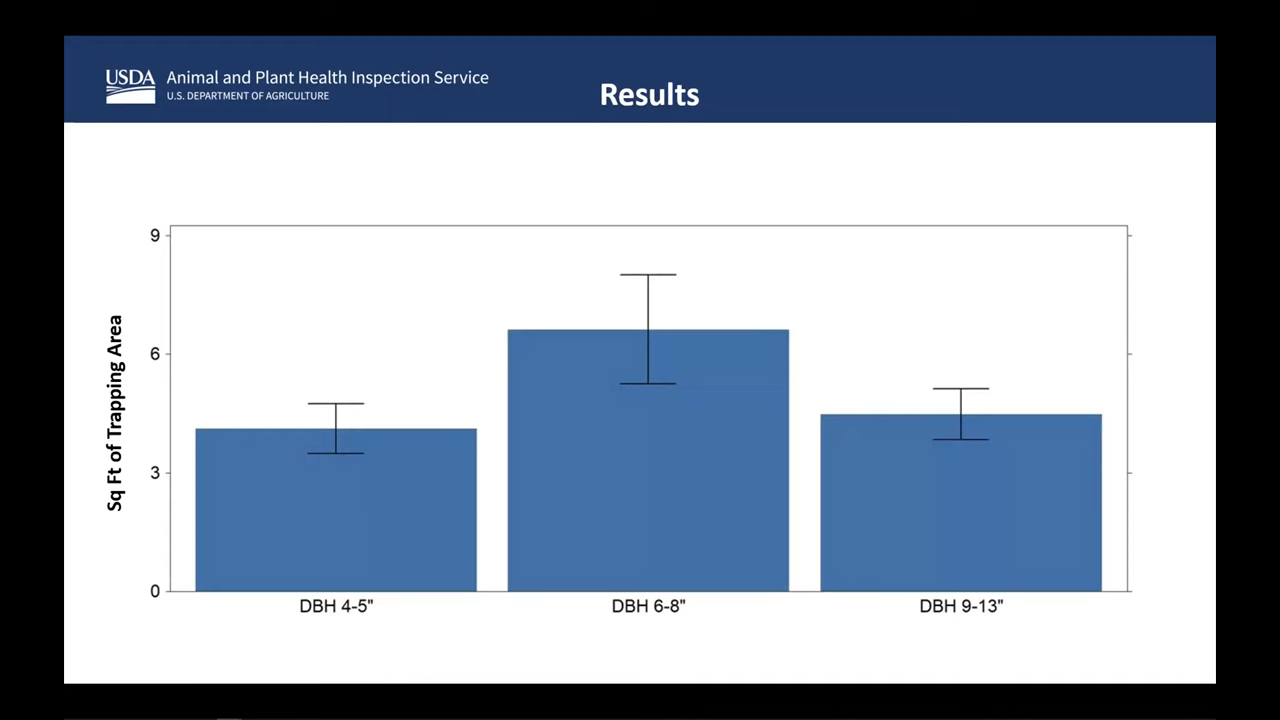 USDA Animal and Plant Health Inspection Service
U.S. DEPARTMENT OF AGRICULTURE
Results
Sq Ft of Trapping Area
9
6
3
0
DBH 4-5" DBH 6-8" DBH 9-13"